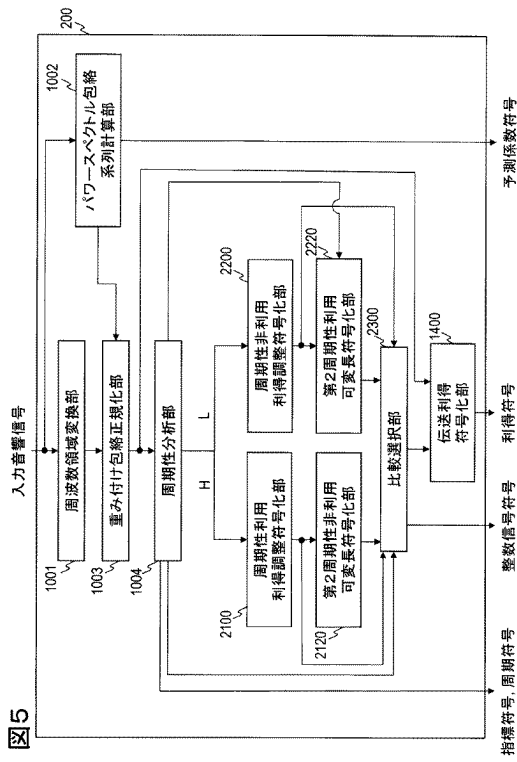 図5
200
入力音響信号
1001
周波数領域変換部
1002
パワースペクトル包絡
系列計算部
1003
重み付け包絡正規化部
1004
周期性分析部
H
L
2100
周期性利用
利得調整符号化部
2200
周期性非利用
利得調整符号化部
2120
第2周期性非利用
可変長符号化部
2220
第2周期性利用
可変長符号化部
2300
比較選択部
1400
伝送利得
符号化部
指標符号,周期符号
整数信号符号
利得符号
予測係数符号